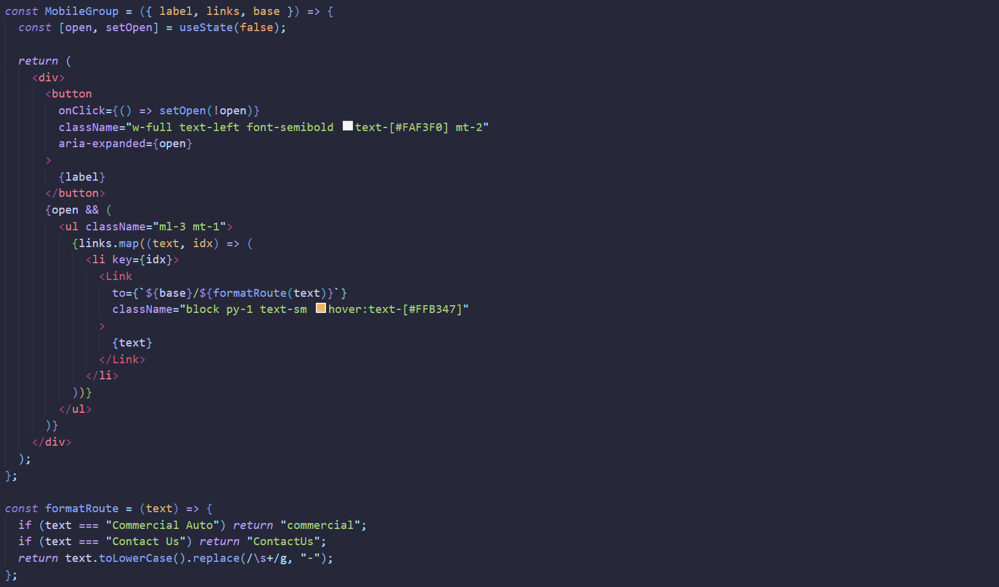 const MobileGroup = ({ label, links, base }) => {
const [open, setOpen] = useState(false);
return (
<div>
<button
onClick={() => setOpen(!open)}
className="w-full text-left font-semibold text-[#FAF3F0] mt-2"
aria-expanded={open}
>
{label}
</button>
{open && (
<ul className="ml-3 mt-1">
{links.map((text, idx) => (
<li key={idx}>
<Link
to={`${base}/${formatRoute(text)}`}
className="block py-1 text-sm hover:text-[#FFB347]"
>
{text}
</Link>
</li>
))}
</ul>
)}
</div>
);
};
const formatRoute = (text) => {
if (text === "Commercial Auto") return "commercial";
if (text === "Contact Us") return "ContactUs";
return text.toLowerCase().replace(/\s+/g, "-");
};